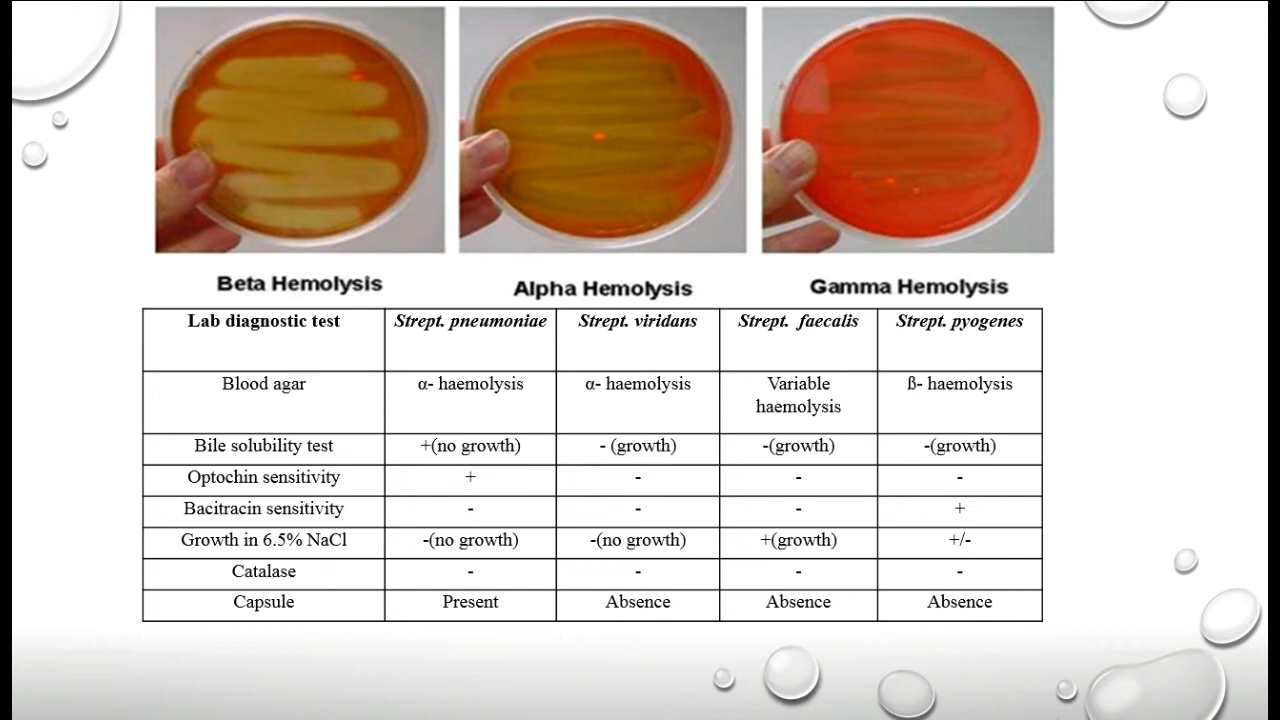 Beta Hemolysis
Alpha Hemolysis
Gamma Hemolysis
Lab diagnostic test Strept. pneumoniae Strept. viridans Strept. faecalis Strept. pyogenes
Blood agar α- haemolysis α- haemolysis Variable haemolysis ß- haemolysis
Bile solubility test +(no growth) - (growth) -(growth) -(growth)
Optochin sensitivity + - - -
Bacitracin sensitivity - - - +
Growth in 6.5% NaCl -(no growth) -(no growth) +(growth) +/-
Catalase - - - -
Capsule Present Absence Absence Absence